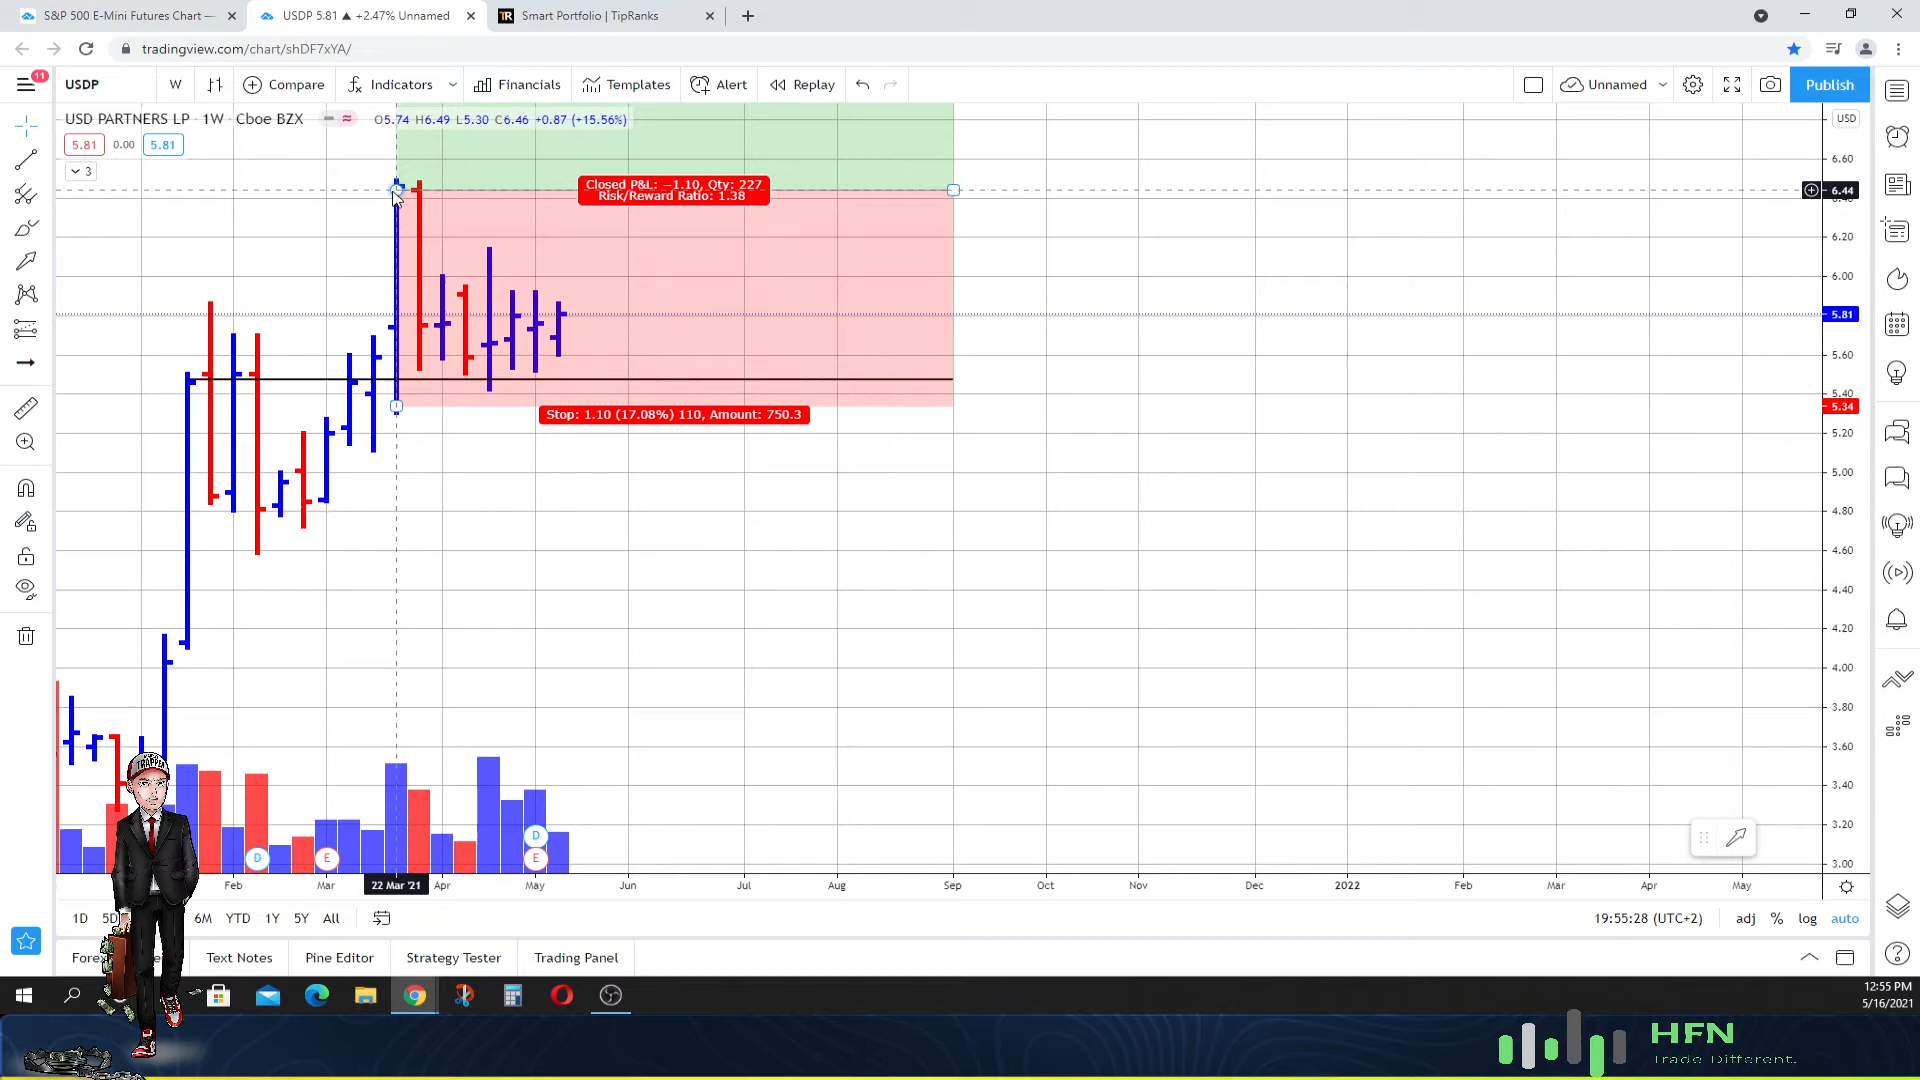 S&P 500 E-Mini Futures Chart —
USDP 5.81 ▲ +2.47% Unnamed
TR Smart Portfolio | TipRanks
tradingview.com/chart/shDF7xYA/
11
USDP W Compare Indicators Financials Templates Alert Replay Unnamed Publish
USD PARTNERS LP · 1W · Cboe BZX O5.74 H6.49 L5.30 C6.46 +0.87 (+15.56%)
USD
5.81 0.00 5.81
3
6.60
Closed P&L: −1.10, Qty: 227
Risk/Reward Ratio: 1.38
6.44
6.20
6.00
5.81
5.60
5.40
5.34
Stop: 1.10 (17.08%) 110, Amount: 750.3
5.20
5.00
4.80
4.60
4.40
4.20
4.00
3.80
3.60
TRAPPER
3.40
3.20
D
D E E
3.00
Feb Mar 22 Mar '21 Apr May Jun Jul Aug Sep Oct Nov Dec 2022 Feb Mar Apr May
1D 5D 6M YTD 1Y 5Y All 19:55:28 (UTC+2) adj % log auto
Text Notes Pine Editor Strategy Tester Trading Panel
12:55 PM
5/16/2021
HFN
Trade Different.